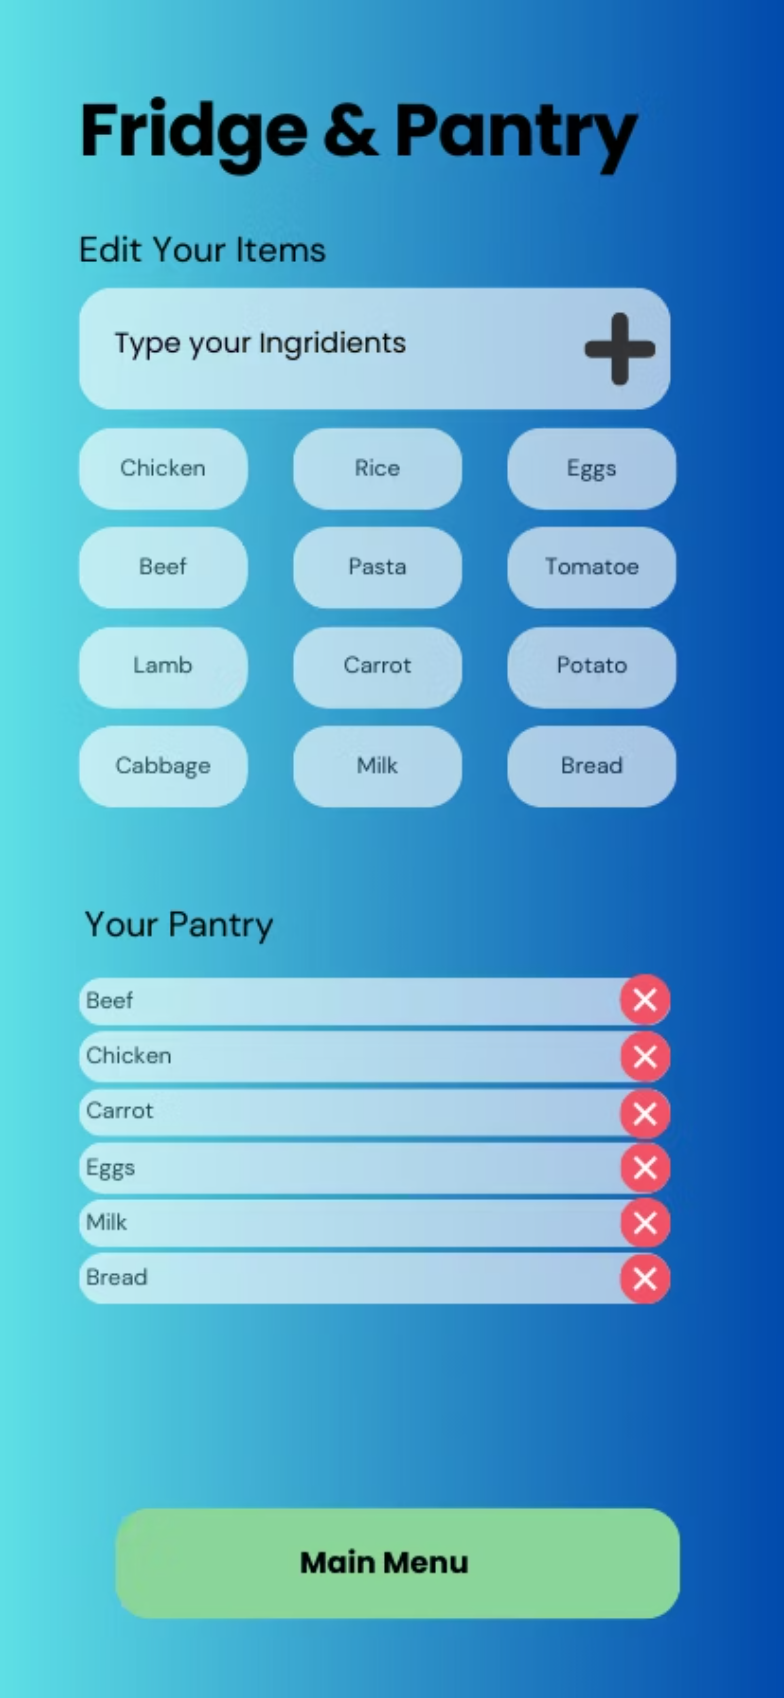 Fridge & Pantry
Edit Your Items
Type your Ingridients
Chicken Rice Eggs
Beef Pasta Tomatoe
Lamb Carrot Potato
Cabbage Milk Bread
Your Pantry
Beef
Chicken
Carrot
Eggs
Milk
Bread
Main Menu